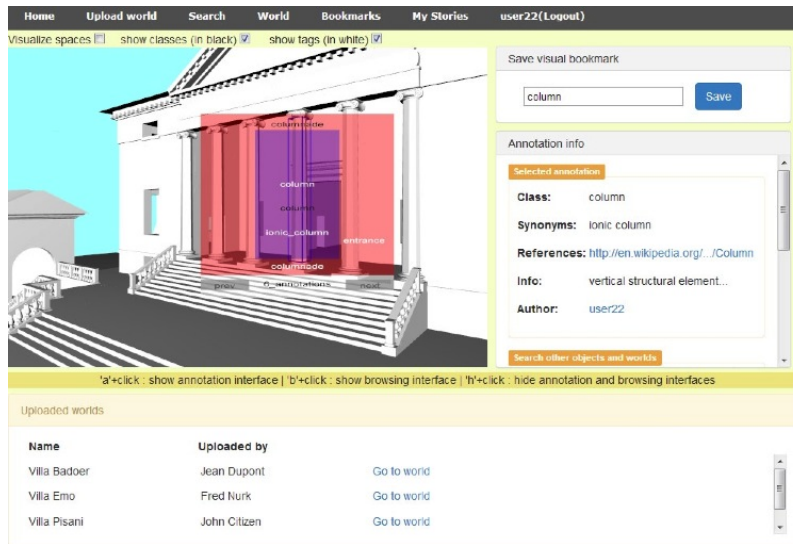 Home Upload world Search World Bookmarks My Stories user22(Logout)
Visualize spaces show classes (in black) show tags (in white)
columnade
column
column
ionic_column
entrance
columnade
prev 6_annotations next
Save visual bookmark
column Save
Annotation info
Selected annotation
Class: column
Synonyms: ionic column
References: http://en.wikipedia.org/.../Column
Info: vertical structural element...
Author: user22
Search other objects and worlds
'a'+click : show annotation interface | 'b'+click : show browsing interface | 'h'+click : hide annotation and browsing interfaces
Uploaded worlds
Name Uploaded by
Villa Badoer Jean Dupont Go to world
Villa Emo Fred Nurk Go to world
Villa Pisani John Citizen Go to world